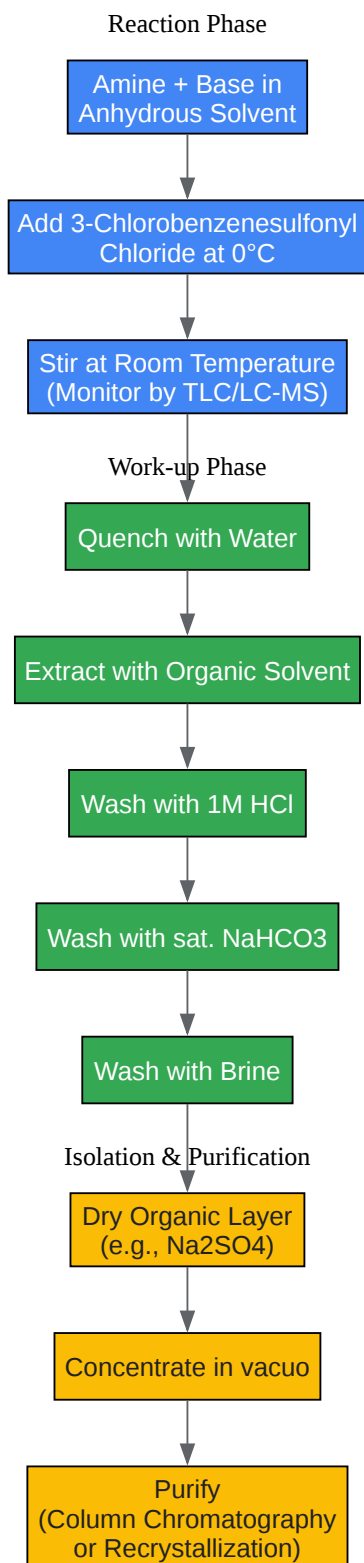 Reaction Phase
Amine + Base in
Anhydrous Solvent
Add 3-Chlorobenzenesulfonyl
Chloride at 0°C
Stir at Room Temperature
(Monitor by TLC/LC-MS)
Work-up Phase
Quench with Water
Extract with Organic Solvent
Wash with 1M HCl
Wash with sat. NaHCO3
Wash with Brine
Isolation & Purification
Dry Organic Layer
(e.g., Na2SO4)
Concentrate in vacuo
Purify
(Column Chromatography
or Recrystallization)